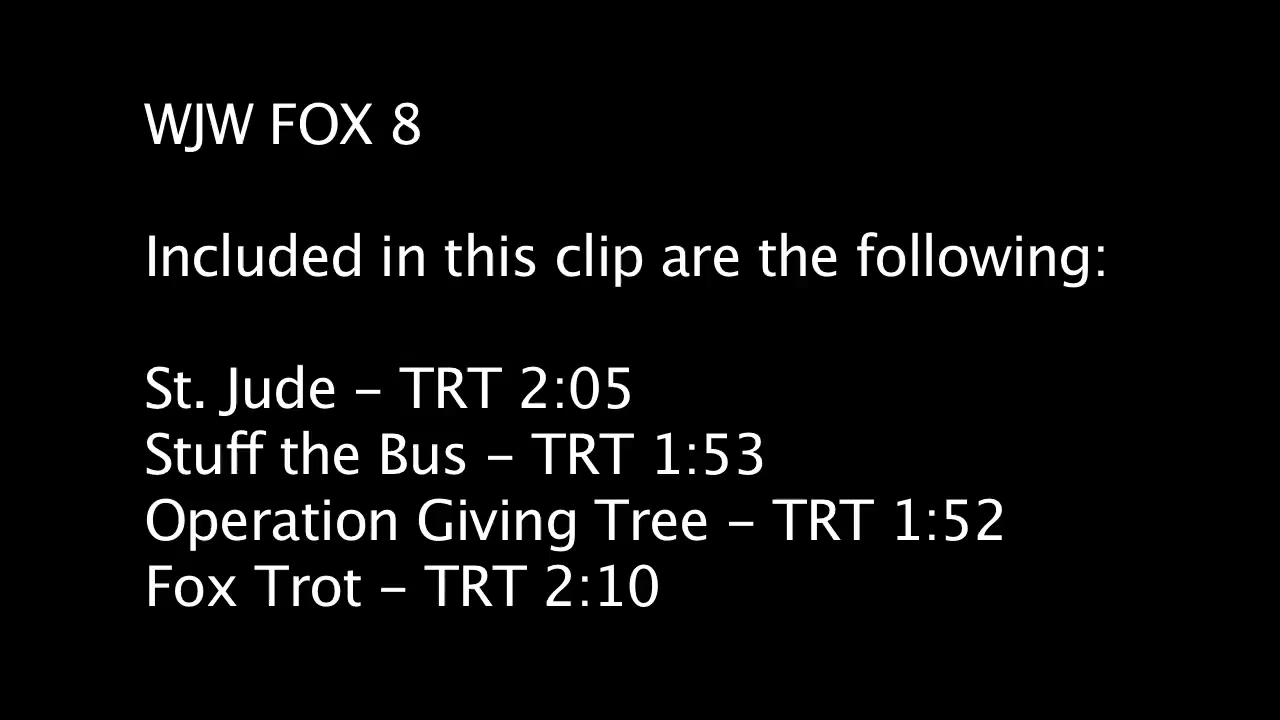 WJW FOX 8
Included in this clip are the following:
St. Jude – TRT 2:05
Stuff the Bus – TRT 1:53
Operation Giving Tree – TRT 1:52
Fox Trot – TRT 2:10